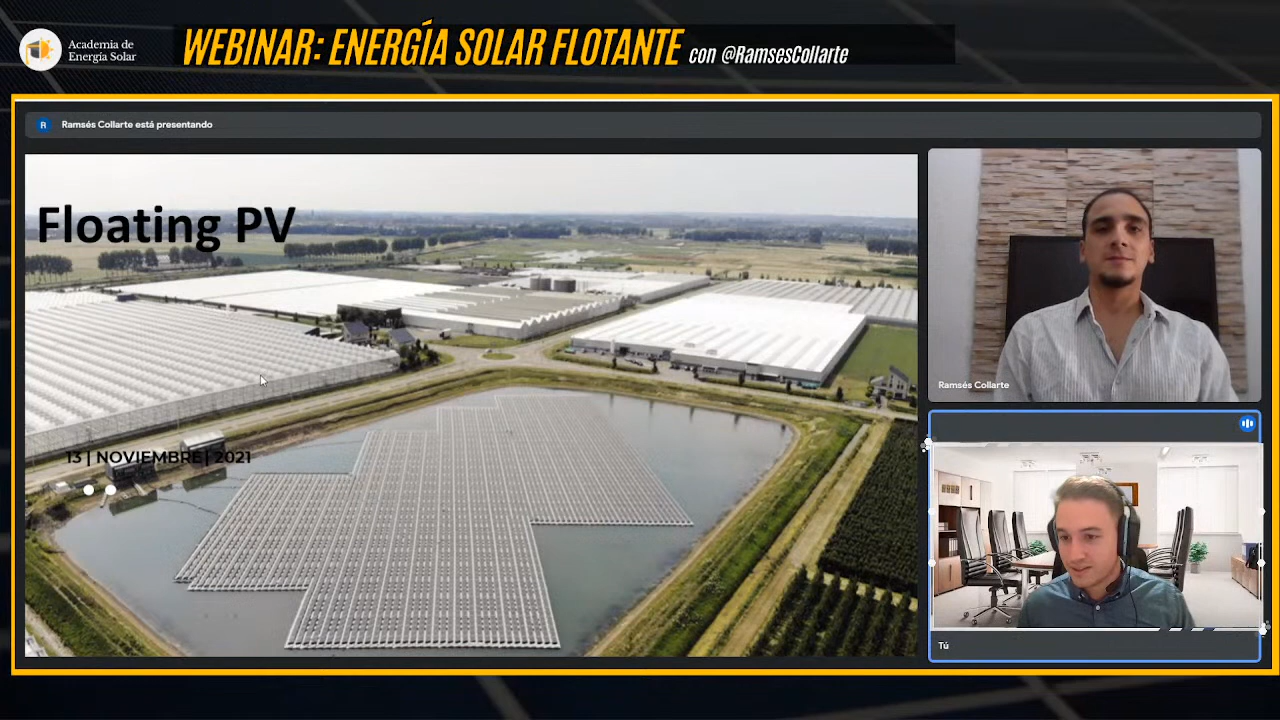 Academia de
Energía Solar
WEBINAR: ENERGÍA SOLAR FLOTANTE con @RamsesCollarte
R Ramsés Collarte está presentando
Floating PV
13 | NOVIEMBRE | 2021
Ramsés Collarte
Tú